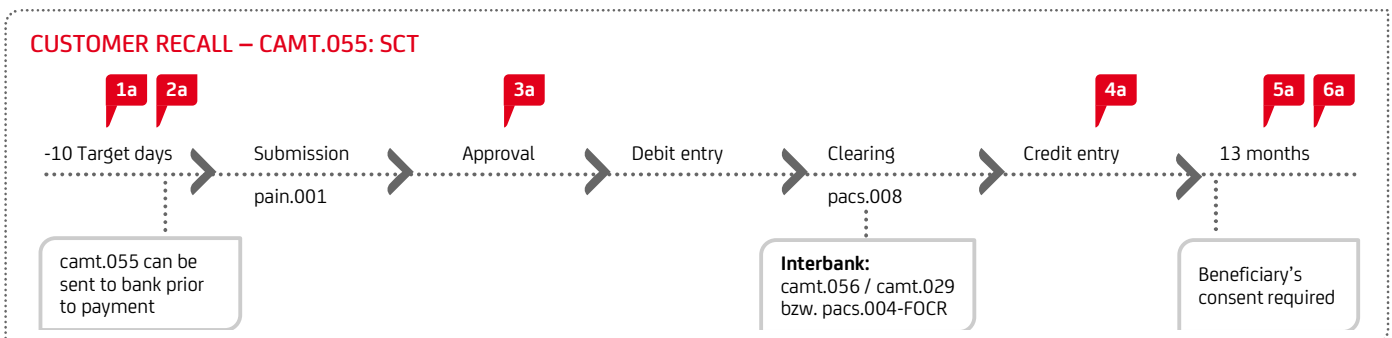 CUSTOMER RECALL – CAMT.055: SCT
1a 2a 3a 4a 5a 6a
-10 Target days Submission Approval Debit entry Clearing Credit entry 13 months
pain.001 pacs.008
camt.055 can be
sent to bank prior
to payment
Interbank:
camt.056 / camt.029
bzw. pacs.004-FOCR
Beneficiary's
consent required